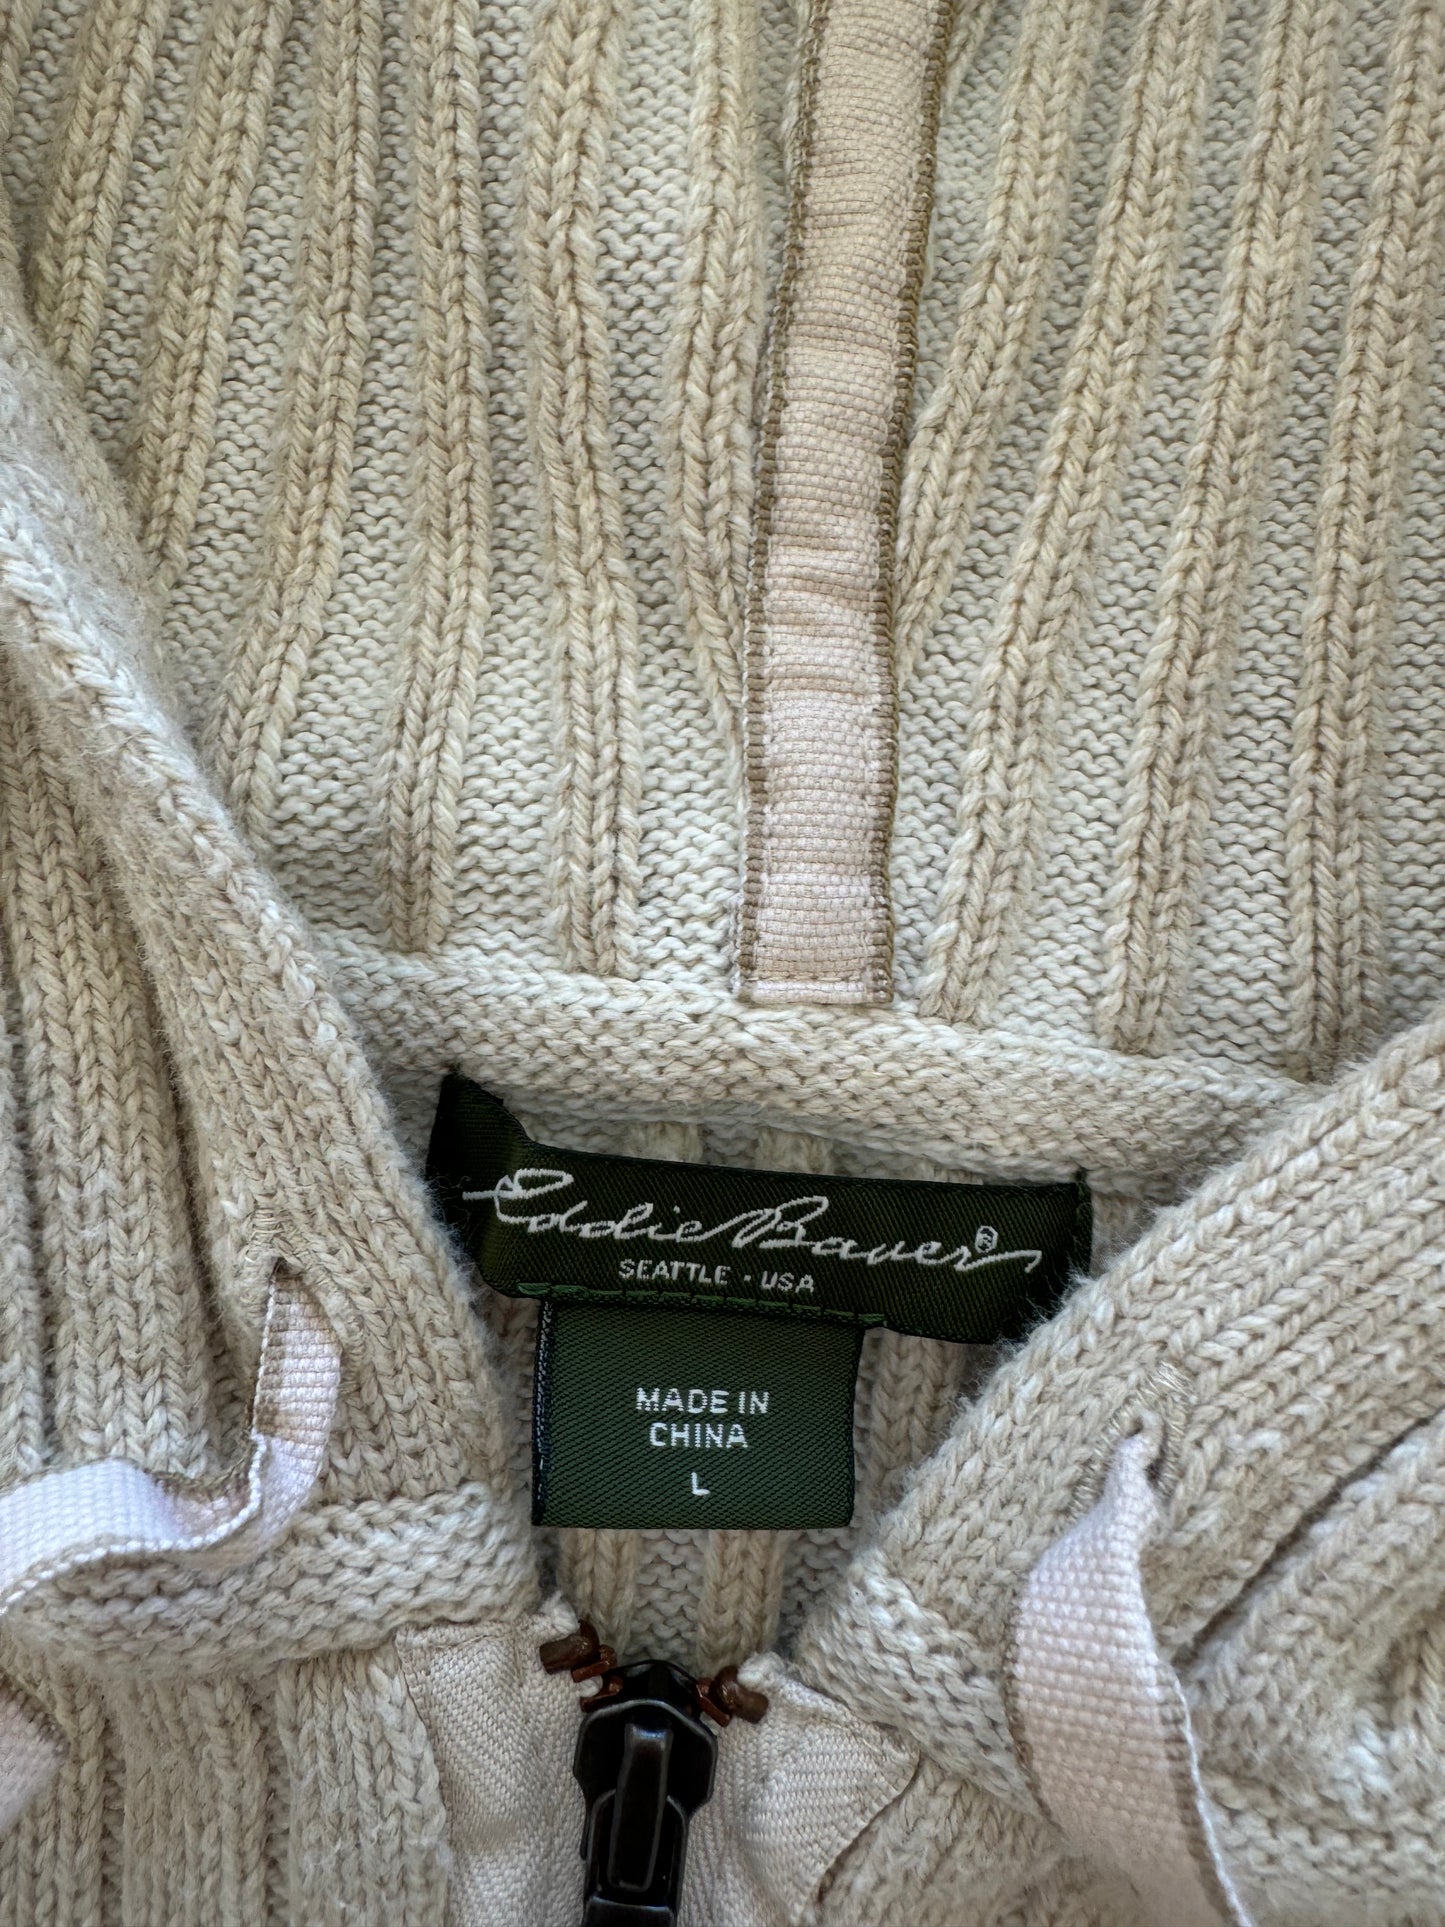 Eddie Bauer®
SEATTLE • USA
MADE IN
CHINA
L